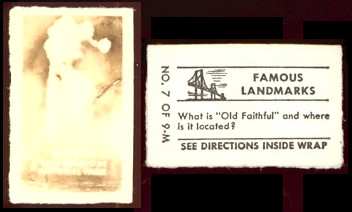 NO. 7 OF 9-M
FAMOUS
LANDMARKS
What is "Old Faithful" and where
is it located?
SEE DIRECTIONS INSIDE WRAP